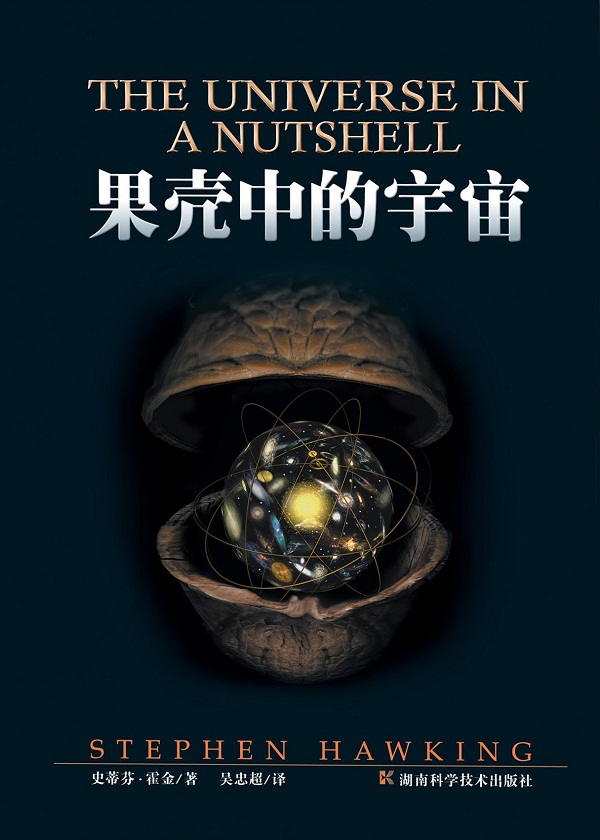 THE UNIVERSE IN
A NUTSHELL
果壳中的宇宙
STEPHEN HAWKING
史蒂芬·霍金/著 吴忠超/译 湖南科学技术出版社